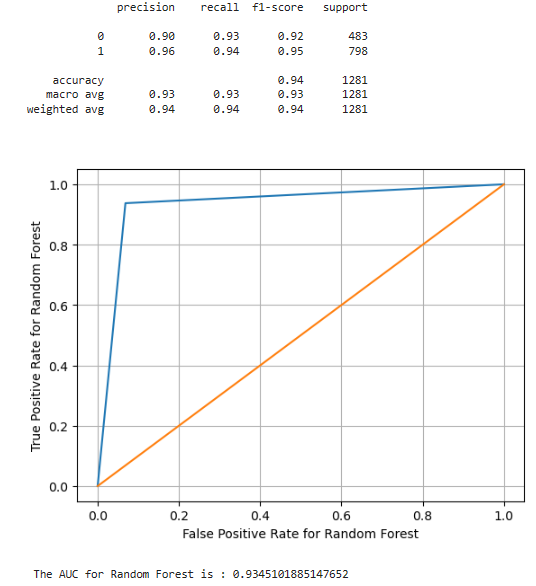 precision recall f1-score support
0 0.90 0.93 0.92 483
1 0.96 0.94 0.95 798
accuracy 0.94 1281
macro avg 0.93 0.93 0.93 1281
weighted avg 0.94 0.94 0.94 1281
1.0
0.8
0.6
0.4
0.2
0.0
True Positive Rate for Random Forest
0.0 0.2 0.4 0.6 0.8 1.0
False Positive Rate for Random Forest
The AUC for Random Forest is : 0.9345101885147652